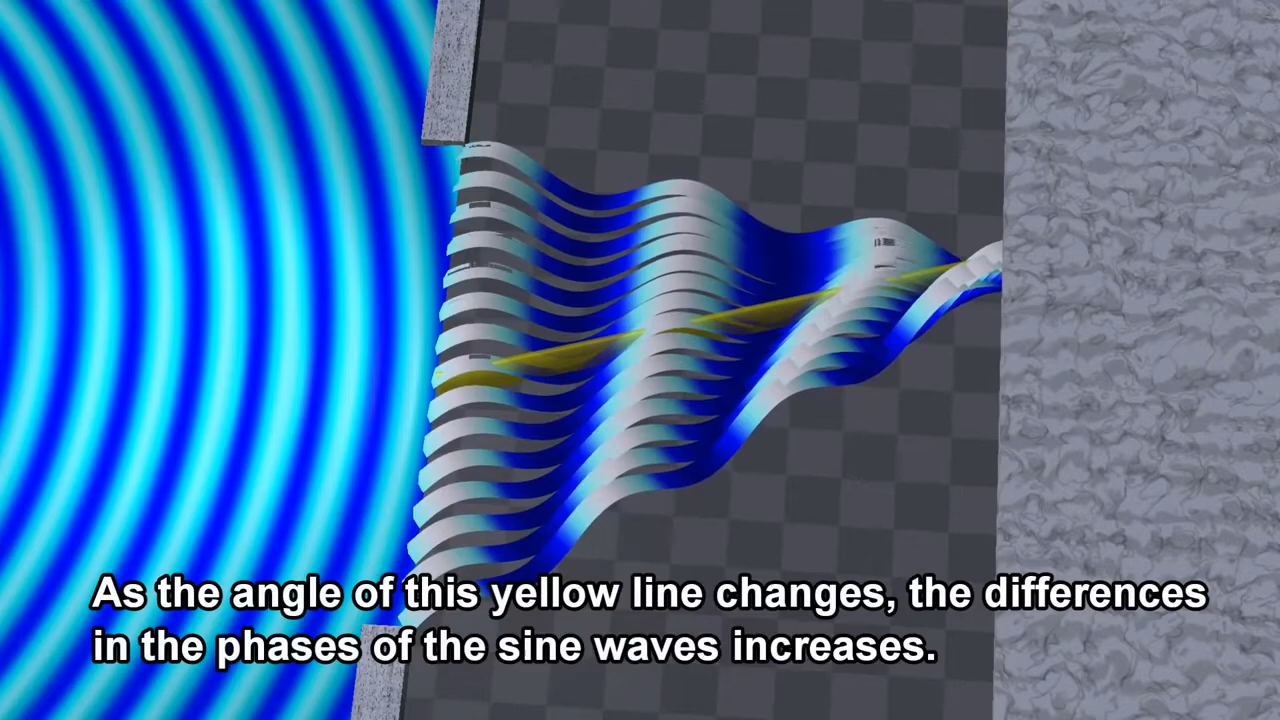 As the angle of this yellow line changes, the differences
in the phases of the sine waves increases.